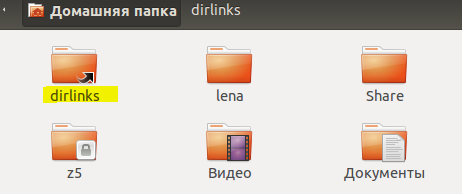 Домашняя папка dirlinks
dirlinks lena Share
z5 Видео Документы